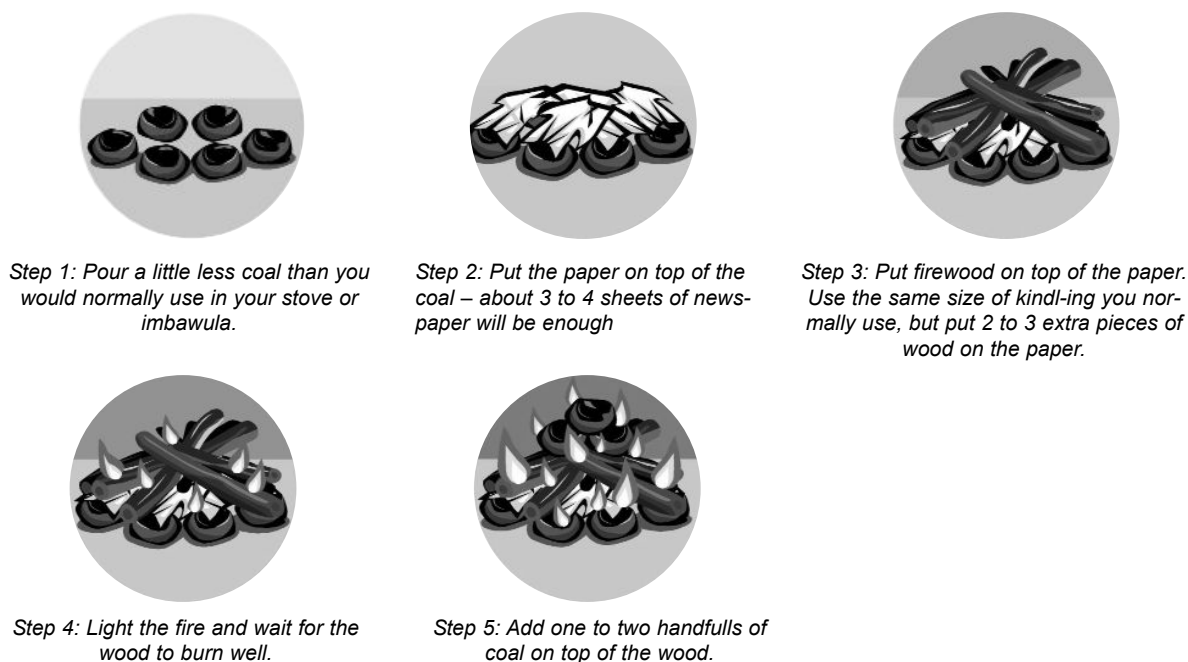 Step 1: Pour a little less coal than you
would normally use in your stove or
imbawula.
Step 2: Put the paper on top of the
coal – about 3 to 4 sheets of news-
paper will be enough
Step 3: Put firewood on top of the paper.
Use the same size of kindl-ing you nor-
mally use, but put 2 to 3 extra pieces of
wood on the paper.
Step 4: Light the fire and wait for the
wood to burn well.
Step 5: Add one to two handfulls of
coal on top of the wood.